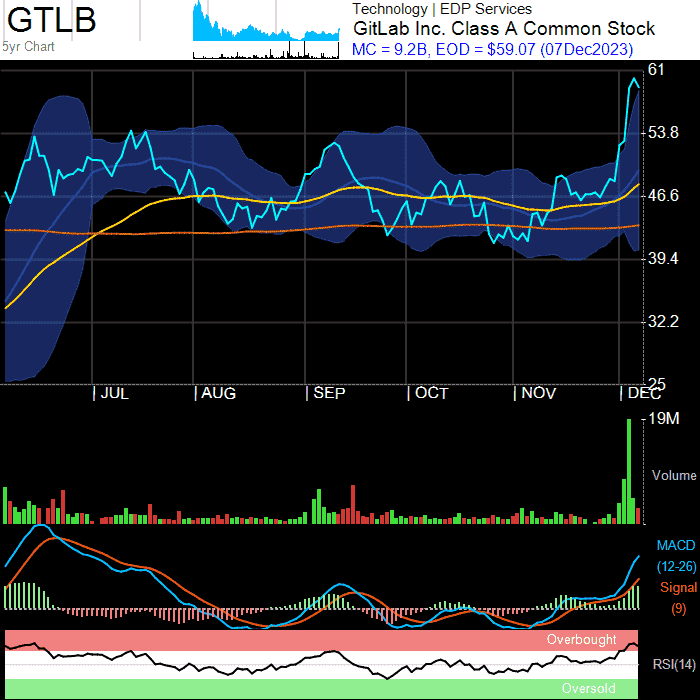 GTLB
5yr Chart
Technology | EDP Services
GitLab Inc. Class A Common Stock
MC = 9.2B, EOD = $59.07 (07Dec2023)
61
53.8
46.6
39.4
32.2
25
| JUL | AUG | SEP | OCT | NOV | DEC
19M
Volume
MACD
(12-26)
Signal
(9)
Overbought
RSI(14)
Oversold